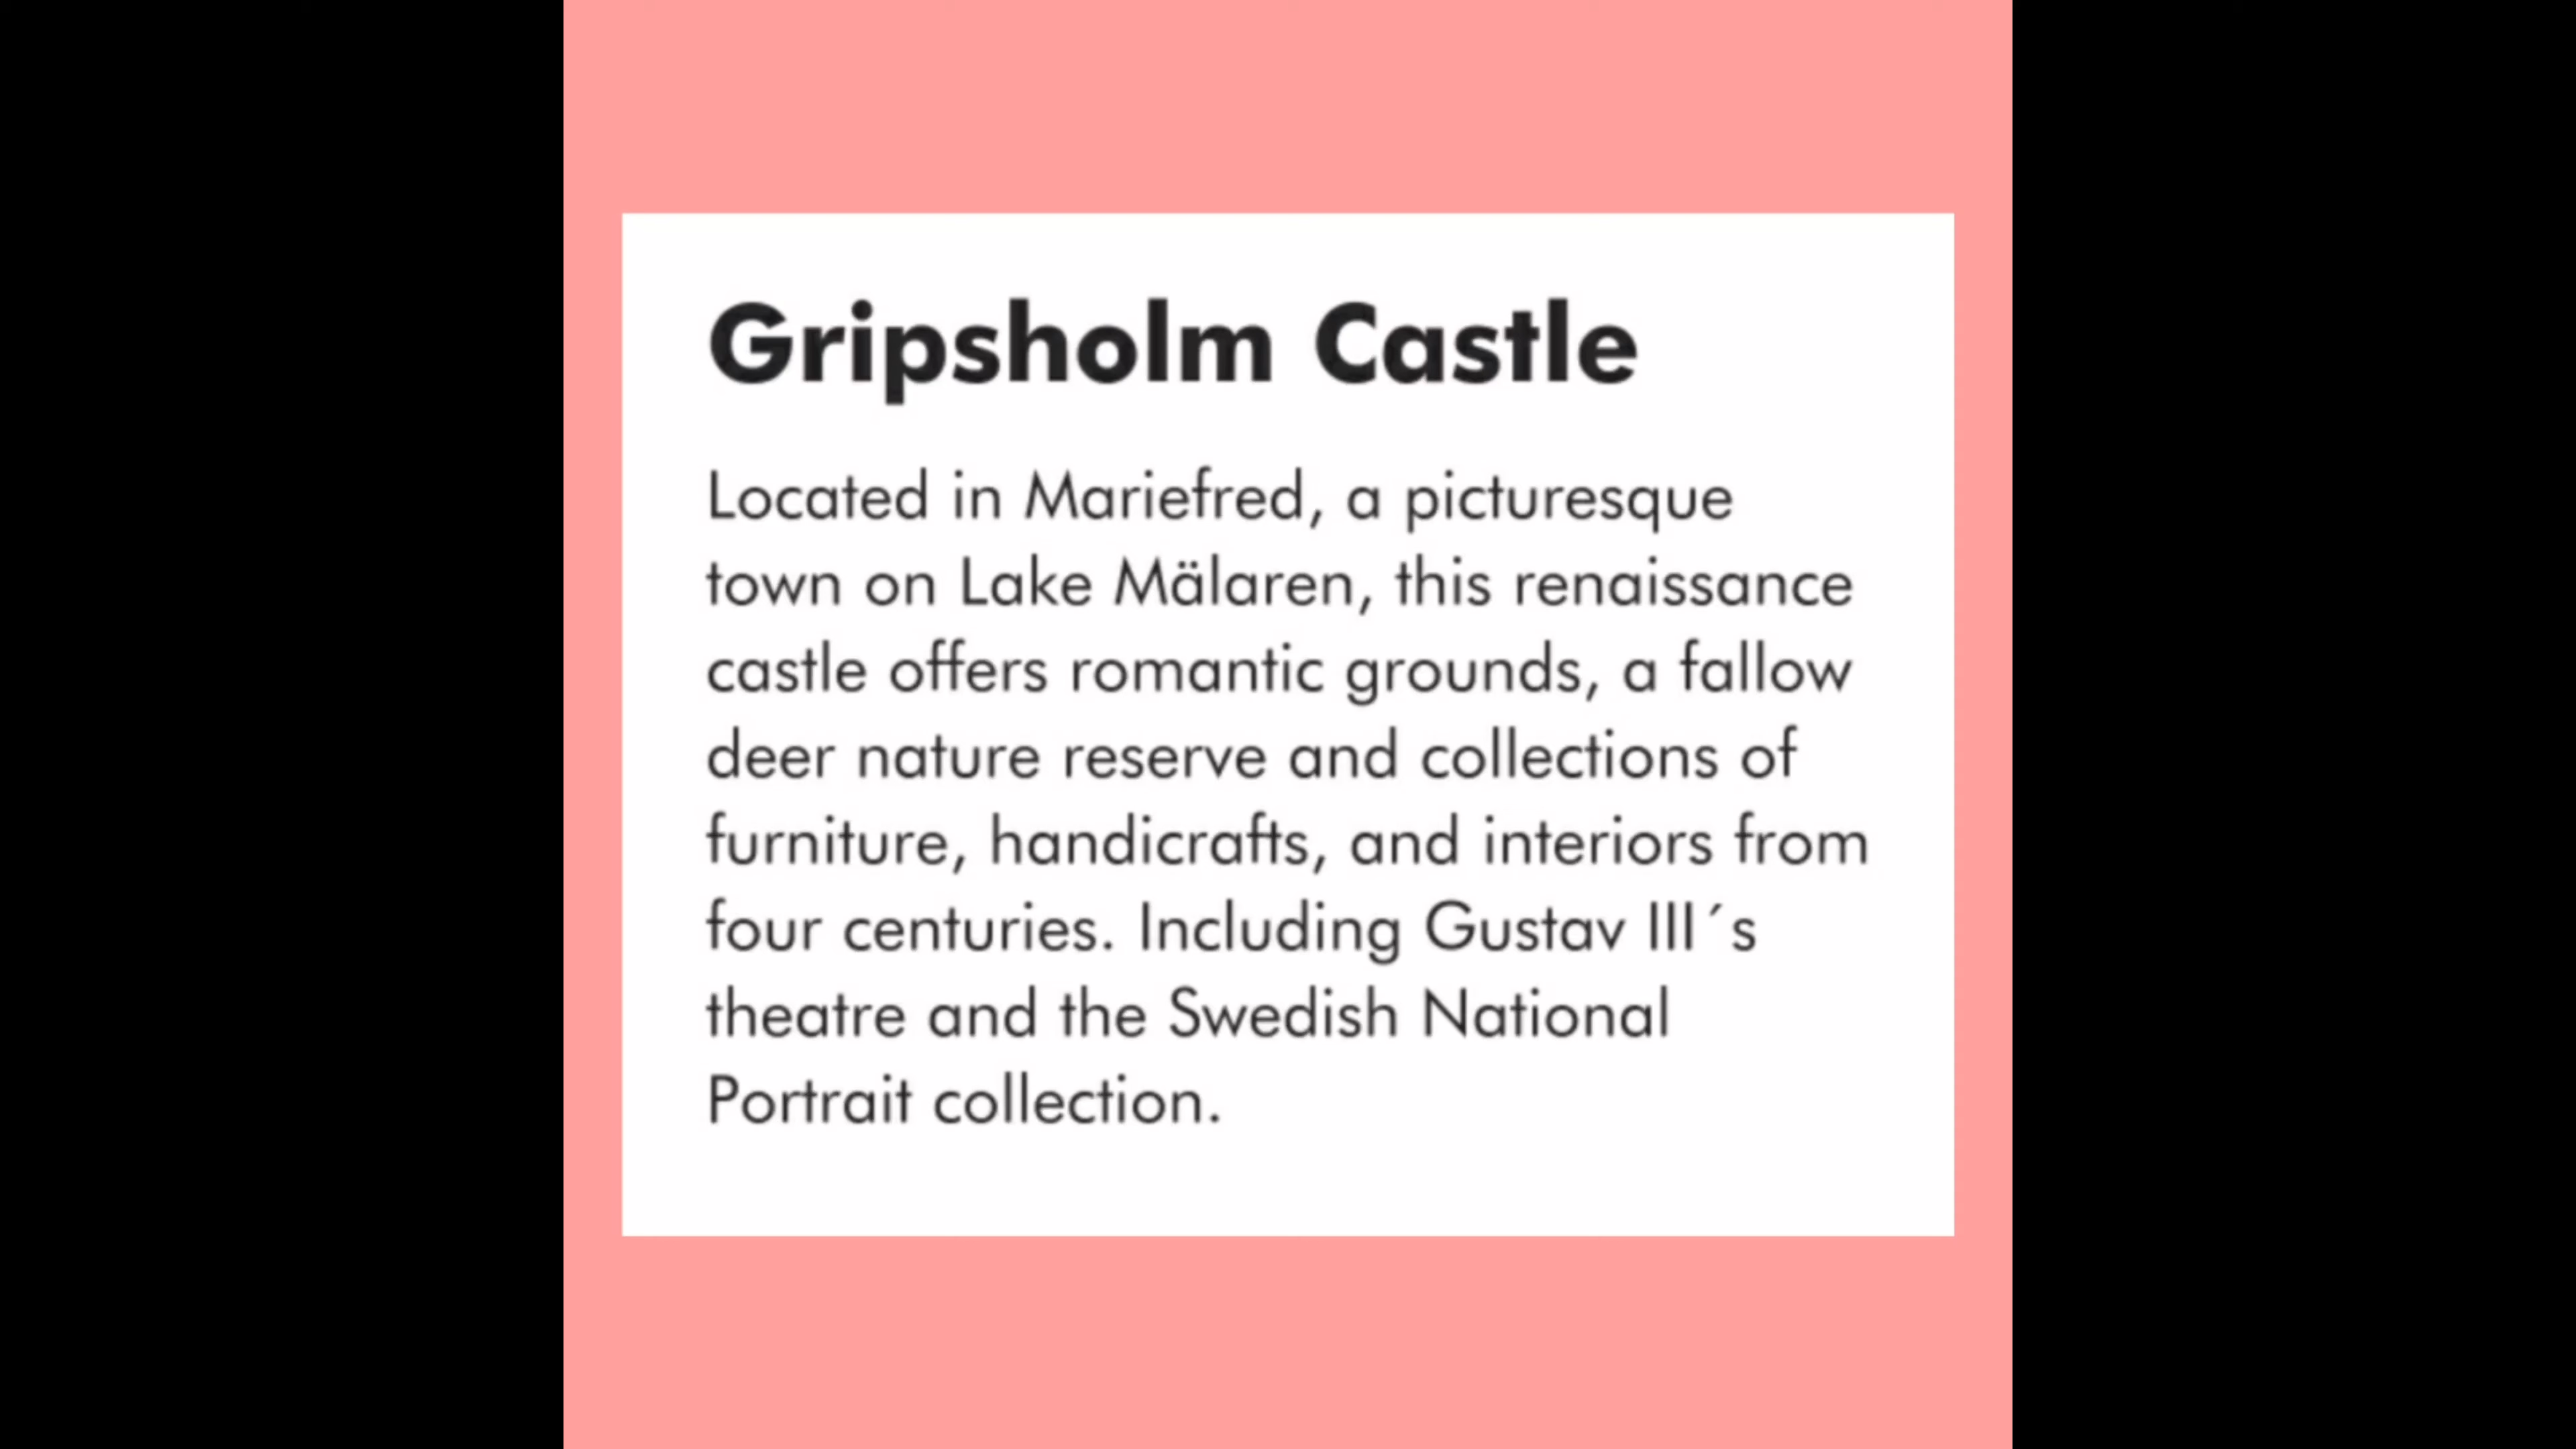 Gripsholm Castle
Located in Mariefred, a picturesque
town on Lake Mälaren, this renaissance
castle offers romantic grounds, a fallow
deer nature reserve and collections of
furniture, handicrafts, and interiors from
four centuries. Including Gustav III´s
theatre and the Swedish National
Portrait collection.